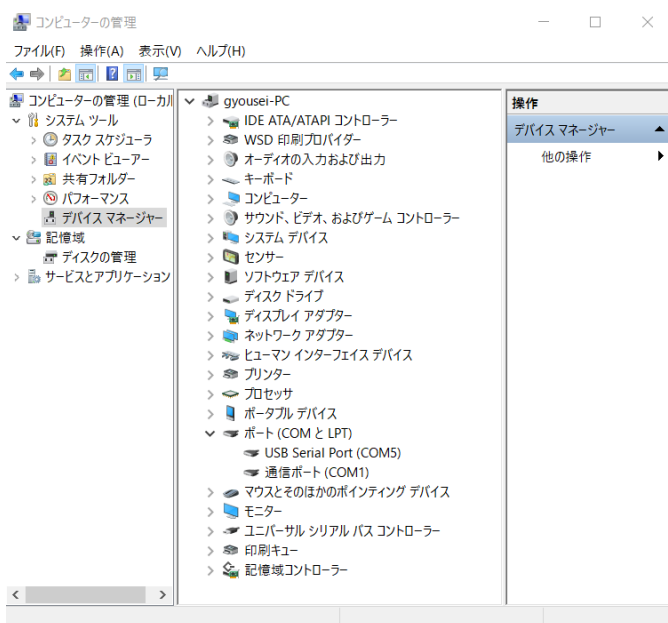 コンピューターの管理
ファイル(F) 操作(A) 表示(V) ヘルプ(H)
コンピューターの管理 (ローカル
システム ツール
タスク スケジューラ
イベント ビューアー
共有フォルダー
パフォーマンス
デバイス マネージャー
記憶域
ディスクの管理
サービスとアプリケーション
gyousei-PC
IDE ATA/ATAPI コントローラー
WSD 印刷プロバイダー
オーディオの入力および出力
キーボード
コンピューター
サウンド、ビデオ、およびゲーム コントローラー
システム デバイス
センサー
ソフトウェア デバイス
ディスク ドライブ
ディスプレイ アダプター
ネットワーク アダプター
ヒューマン インターフェイス デバイス
プリンター
プロセッサ
ポータブル デバイス
ポート (COM と LPT)
USB Serial Port (COM5)
通信ポート (COM1)
マウスとそのほかのポインティング デバイス
モニター
ユニバーサル シリアル バス コントローラー
印刷キュー
記憶域コントローラー
操作
デバイス マネージャー
他の操作